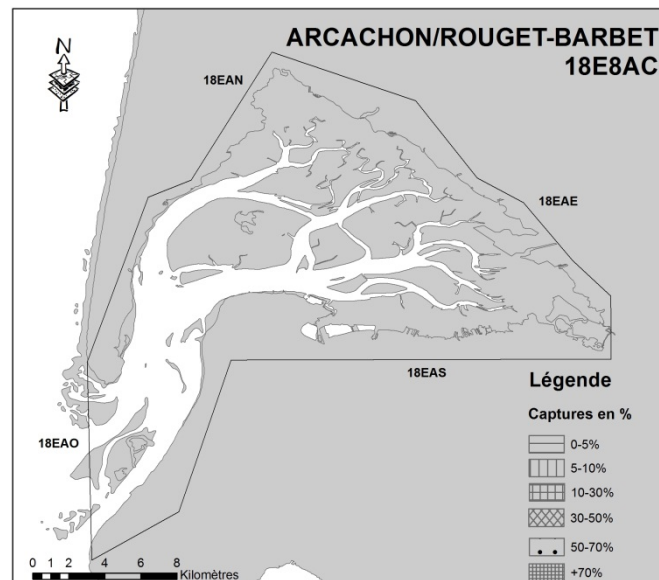 ARCACHON/ROUGET-BARBET
18E8AC
N
18EAN
18EAE
18EAS
18EAO
Légende
Captures en %
0-5%
5-10%
10-30%
30-50%
50-70%
+70%
0 1 2 4 6 8
Kilomètres